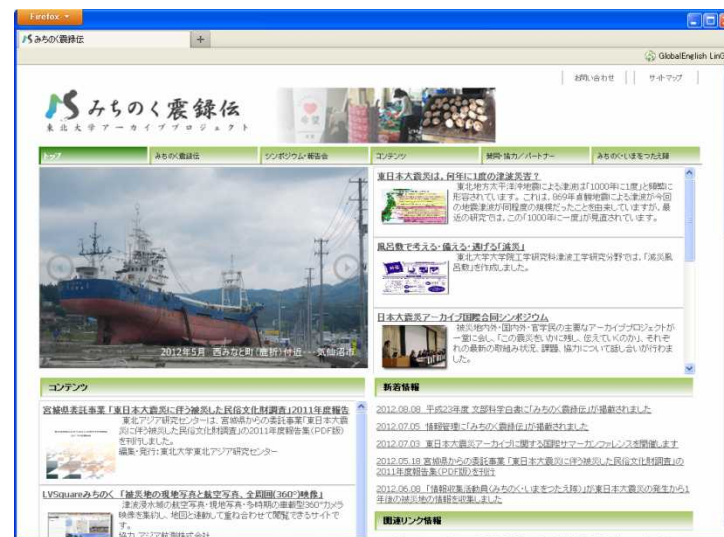 Firefox
みちのく震録伝
+
GlobalEnglish Lin
お問い合わせ
サイトマップ
みちのく震録伝
東北大学アーカイブプロジェクト
トップ
みちのく震録伝
シンポジウム・報告会
コンテンツ
賛同・協力／パートナー
みちのく・いまをつたえ隊
東日本大震災は、何年に1度の津波災害？
東北地方太平洋沖地震による津波は「1000年に1度」と頻繁に
形容されています。これは、869年貞観地震による津波が今回
の地震津波が同程度の規模だったことを由来していますが、最
近の研究では、この「1000年に一度」が見直されています。
風呂敷で考える・備える・逃げる「減災」
東北大学大学院工学研究科津波工学研究分野では、「減災風
呂敷」を作成しました。
日本大震災アーカイブ国際合同シンポジウム
被災地内外・国内外・官学民の主要なアーカイブプロジェクトが
一堂に会し、「この震災をいかに残し、伝えていくのか」、それぞ
れの最新の取組み状況、課題、協力について話し合いが行わま
した。
2012年5月 西みなと町(鹿折)付近 気仙沼市
コンテンツ
宮城県委託事業「東日本大震災に伴う被災した民俗文化財調査」2011年度報告
東北アジア研究センターは、宮城県からの委託事業「東日本大震
災に伴う被災した民俗文化財調査」の2011年度報告集(PDF版)
を刊行しました。
編集・発行:東北大学東北アジア研究センター
LVSquareみちのく 「被災地の現地写真と航空写真、全周囲(360°)映像」
津波浸水域の航空写真・現地写真・多時期の車載型360°カメラ
映像を集約し、地図と連動して重ね合わせて閲覧できるサイトで
す。
協力 アジア航測株式会社
新着情報
2012.08.08 平成23年度 文部科学白書に「みちのく震録伝」が掲載されました
2012.07.05 情報管理に「みちのく震録伝」が掲載されました
2012.07.03 東日本大震災アーカイブに関する国際サマーカンファレンスを開催します
2012.05.18 宮城県からの委託事業「東日本大震災に伴う被災した民俗文化財調査」の
2011年度報告集(PDF版)を刊行
2012.06.08 「情報収集活動員(みちのく・いまをつたえ隊)」が東日本大震災の発生から1
年後の被災地の情報を収集しました
関連リンク情報